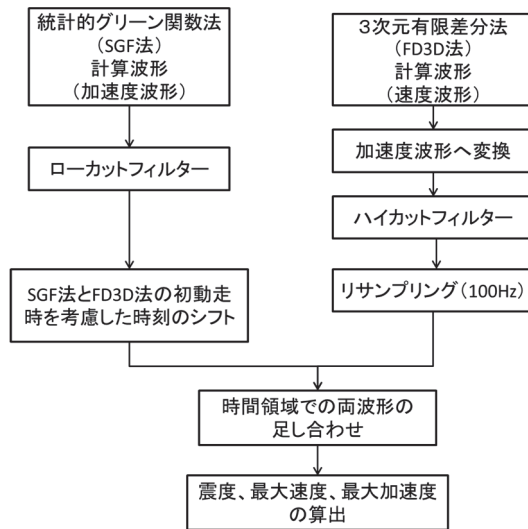 統計的グリーン関数法
(SGF法)
計算波形
(加速度波形)
ローカットフィルター
SGF法とFD3D法の初動走
時を考慮した時刻のシフト
3次元有限差分法
(FD3D法)
計算波形
(速度波形)
加速度波形へ変換
ハイカットフィルター
リサンプリング(100Hz)
時間領域での両波形の
足し合わせ
震度、最大速度、最大加速度
の算出